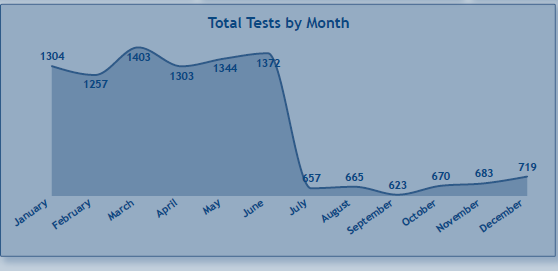 Total Tests by Month
1304
1257
1403
1303
1344
1372
657
665
623
670
683
719
January
February
March
April
May
June
July
August
September
October
November
December